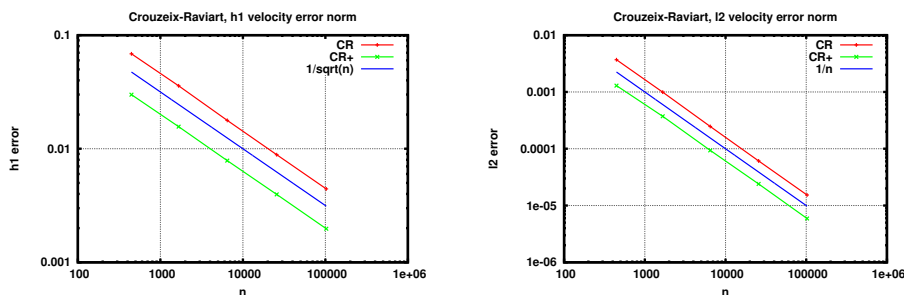 Crouzeix-Raviart, h1 velocity error norm
0.1
0.01
0.001
h1 error
CR
CR+
1/sqrt(n)
100
1000
10000
100000
1e+06
n
Crouzeix-Raviart, l2 velocity error norm
0.01
0.001
0.0001
1e-05
1e-06
l2 error
CR
CR+
1/n
100
1000
10000
100000
1e+06
n